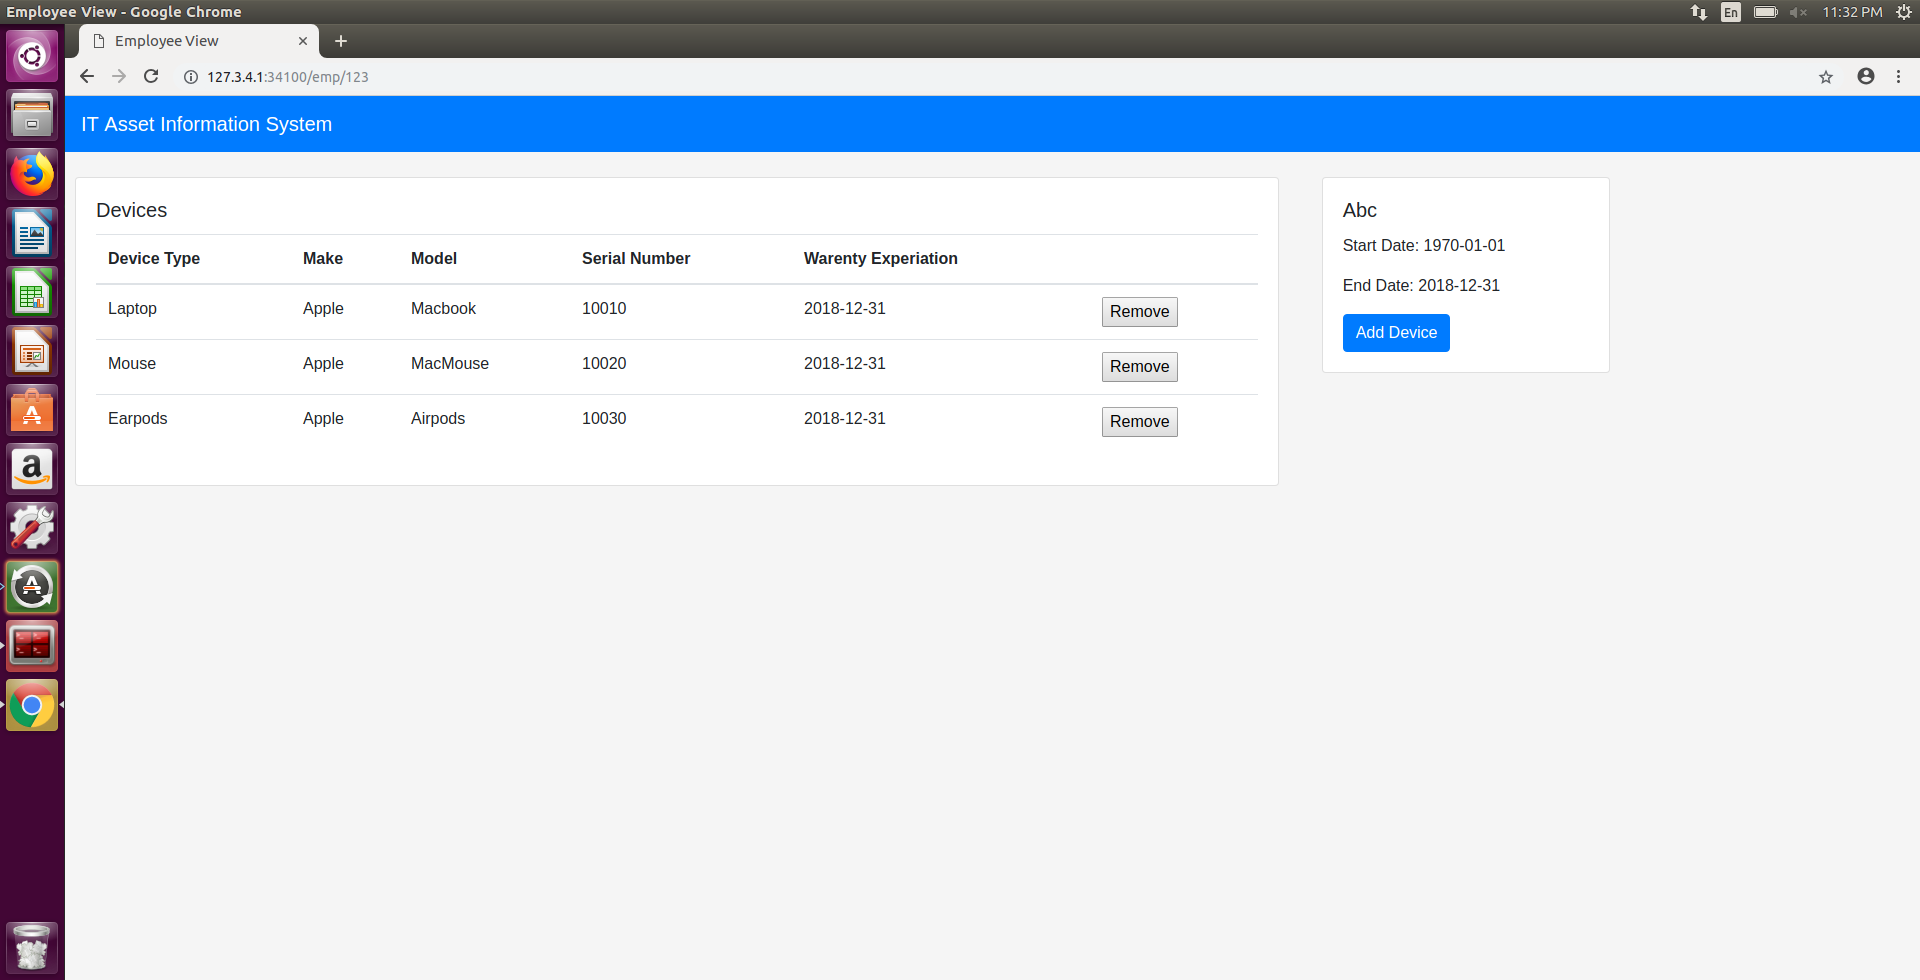 Employee View - Google Chrome
En
11:32 PM
Employee View
127.3.4.1:34100/emp/123
IT Asset Information System
Devices
Device Type Make Model Serial Number Warenty Experiation
Laptop Apple Macbook 10010 2018-12-31 Remove
Mouse Apple MacMouse 10020 2018-12-31 Remove
Earpods Apple Airpods 10030 2018-12-31 Remove
Abc
Start Date: 1970-01-01
End Date: 2018-12-31
Add Device